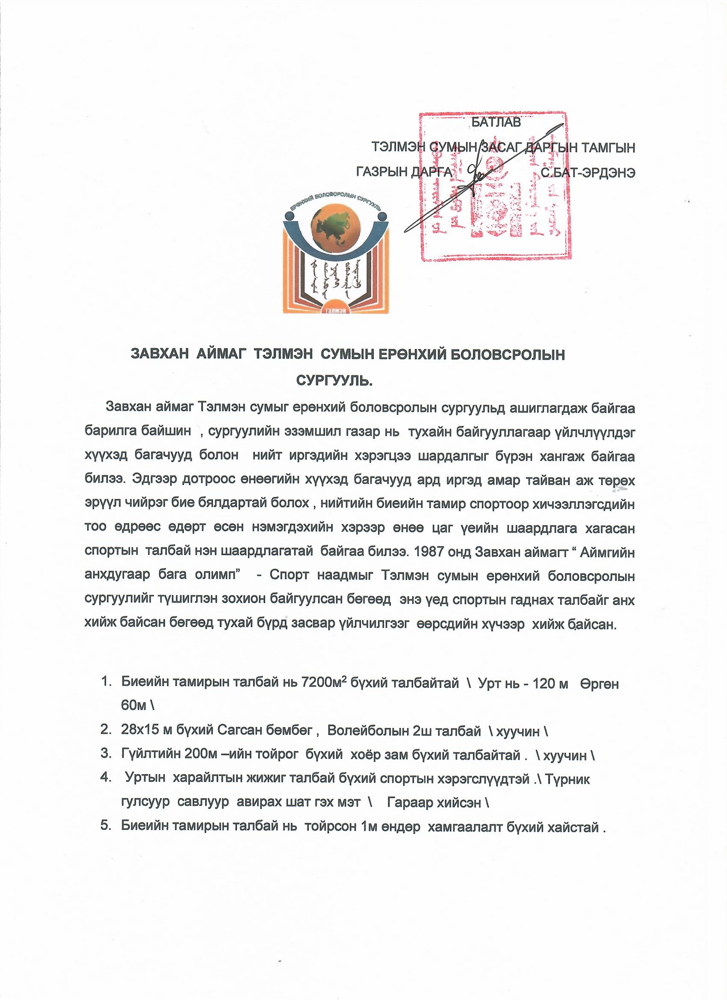 БАТЛАВ
ТЭЛМЭН СУМЫН ЗАСАГ ДАРГЫН ТАМГЫН
ГАЗРЫН ДАРГА С.БАТ-ЭРДЭНЭ
ЕРӨНХИЙ БОЛОВСРОЛЫН СУРГУУЛЬ
ТЭЛМЭН
ЗАВХАН АЙМАГ ТЭЛМЭН СУМЫН ЕРӨНХИЙ БОЛОВСРОЛЫН
СУРГУУЛЬ.
Завхан аймаг Тэлмэн сумыг ерөнхий боловсролын сургуульд ашиглагдаж байгаа
барилга байшин , сургуулийн эзэмшил газар нь тухайн байгууллагаар үйлчлүүлдэг
хүүхэд багачууд болон нийт иргэдийн хэрэгцээ шардалгыг бүрэн хангаж байгаа
билээ. Эдгээр дотроос өнөөгийн хүүхэд багачууд ард иргэд амар тайван аж төрөх
эрүүл чийрэг бие бялдартай болох , нийтийн биеийн тамир спортоор хичээллэгсдийн
тоо өдрөөс өдөрт өсөн нэмэгдэхийн хэрээр өнөө цаг үеийн шаардлага хагасан
спортын талбай нэн шаардлагатай байгаа билээ. 1987 онд Завхан аймагт “ Аймгийн
анхдугаар бага олимп” - Спорт наадмыг Тэлмэн сумын ерөнхий боловсролын
сургуулийг түшиглэн зохион байгуулсан бөгөөд энэ үед спортын гаднах талбайг анх
хийж байсан бөгөөд тухай бүрд засвар үйлчилгээг өөрсдийн хүчээр хийж байсан.
1. Биеийн тамирын талбай нь 7200м² бүхий талбайтай \ Урт нь - 120 м Өргөн
60м \
2. 28х15 м бүхий Сагсан бөмбөг , Волейболын 2ш талбай \ хуучин \
3. Гүйлтийн 200м –ийн тойрог бүхий хоёр зам бүхий талбайтай . \ хуучин \
4. Уртын харайлтын жижиг талбай бүхий спортын хэрэгслүүдтэй .\ Түрник
гулсуур савлуур авирах шат гэх мэт \ Гараар хийсэн \
5. Биеийн тамирын талбай нь тойрсон 1м өндөр хамгаалалт бүхий хайстай .